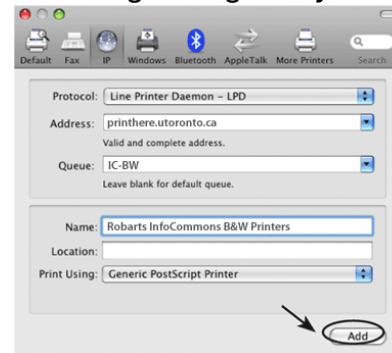 Default Fax IP Windows Bluetooth AppleTalk More Printers Search
Protocol: Line Printer Daemon – LPD
Address: printhere.utoronto.ca
Valid and complete address.
Queue: IC-BW
Leave blank for default queue.
Name: Robarts InfoCommons B&W Printers
Location:
Print Using: Generic PostScript Printer
Add